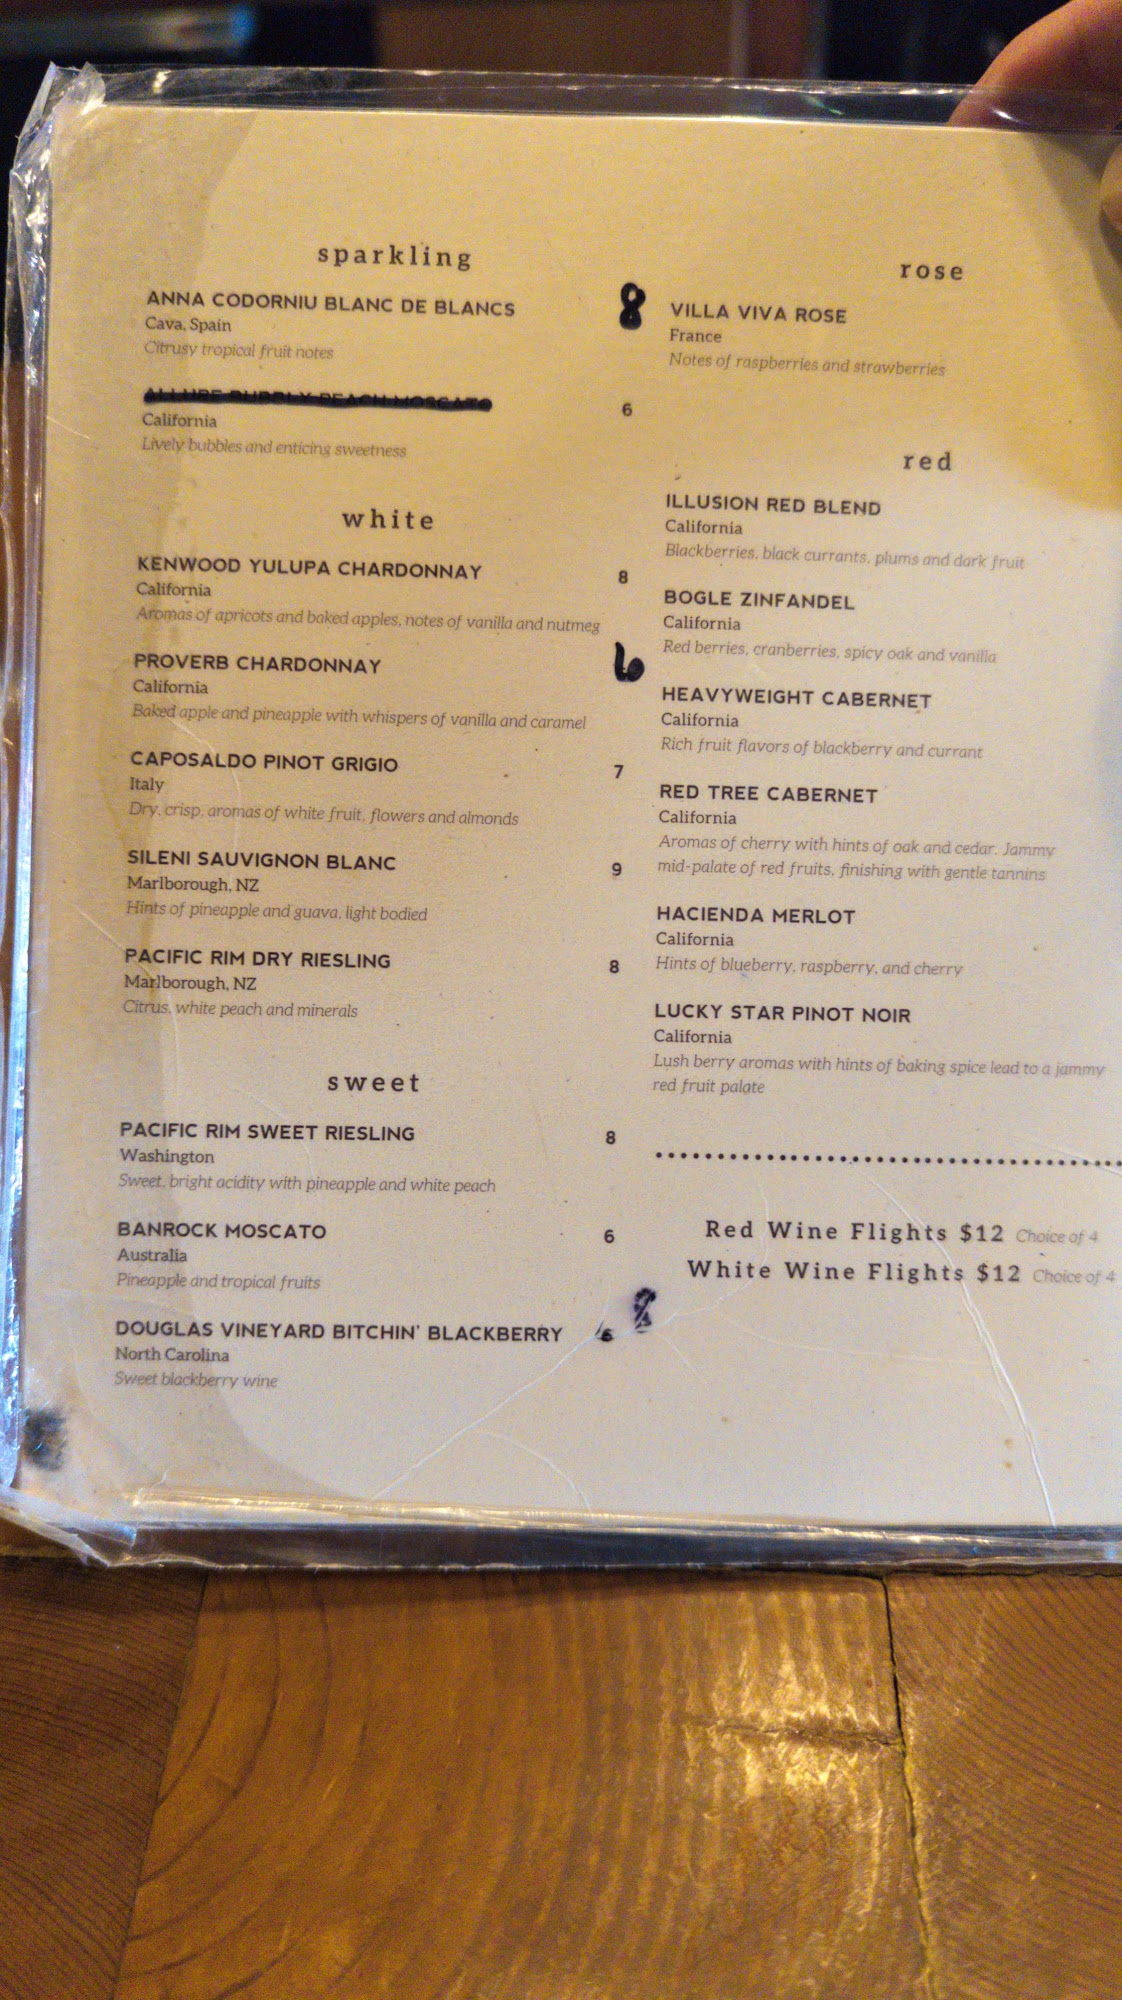 sparkling
ANNA CODORNIU BLANC DE BLANCS 8
Cava, Spain
Citrusy tropical fruit notes
ALLURE BUBBLY PEACH MOSCATO 6
California
Lively bubbles and enticing sweetness
white
KENWOOD YULUPA CHARDONNAY 8
California
Aromas of apricots and baked apples, notes of vanilla and nutmeg
PROVERB CHARDONNAY 6
California
Baked apple and pineapple with whispers of vanilla and caramel
CAPOSALDO PINOT GRIGIO 7
Italy
Dry, crisp, aromas of white fruit, flowers and almonds
SILENI SAUVIGNON BLANC 9
Marlborough, NZ
Hints of pineapple and guava, light bodied
PACIFIC RIM DRY RIESLING 8
Marlborough, NZ
Citrus, white peach and minerals
sweet
PACIFIC RIM SWEET RIESLING 8
Washington
Sweet, bright acidity with pineapple and white peach
BANROCK MOSCATO 6
Australia
Pineapple and tropical fruits
DOUGLAS VINEYARD BITCHIN' BLACKBERRY
North Carolina
Sweet blackberry wine
rose
VILLA VIVA ROSE
France
Notes of raspberries and strawberries
red
ILLUSION RED BLEND
California
Blackberries, black currants, plums and dark fruit
BOGLE ZINFANDEL
California
Red berries, cranberries, spicy oak and vanilla
HEAVYWEIGHT CABERNET
California
Rich fruit flavors of blackberry and currant
RED TREE CABERNET
California
Aromas of cherry with hints of oak and cedar. Jammy
mid-palate of red fruits, finishing with gentle tannins
HACIENDA MERLOT
California
Hints of blueberry, raspberry, and cherry
LUCKY STAR PINOT NOIR
California
Lush berry aromas with hints of baking spice lead to a jammy
red fruit palate
Red Wine Flights $12 Choice of 4
White Wine Flights $12 Choice of 4